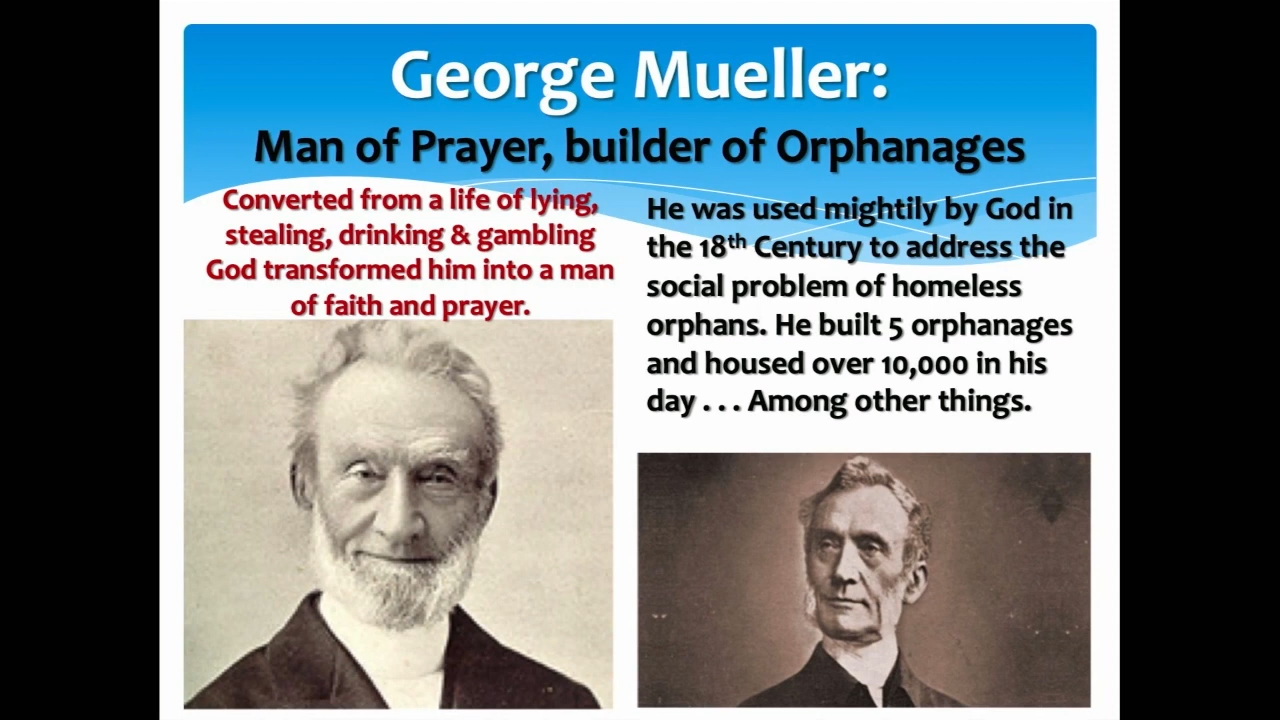 George Mueller:
Man of Prayer, builder of Orphanages
Converted from a life of lying,
stealing, drinking & gambling
God transformed him into a man
of faith and prayer.
He was used mightily by God in
the 18th Century to address the
social problem of homeless
orphans. He built 5 orphanages
and housed over 10,000 in his
day . . . Among other things.